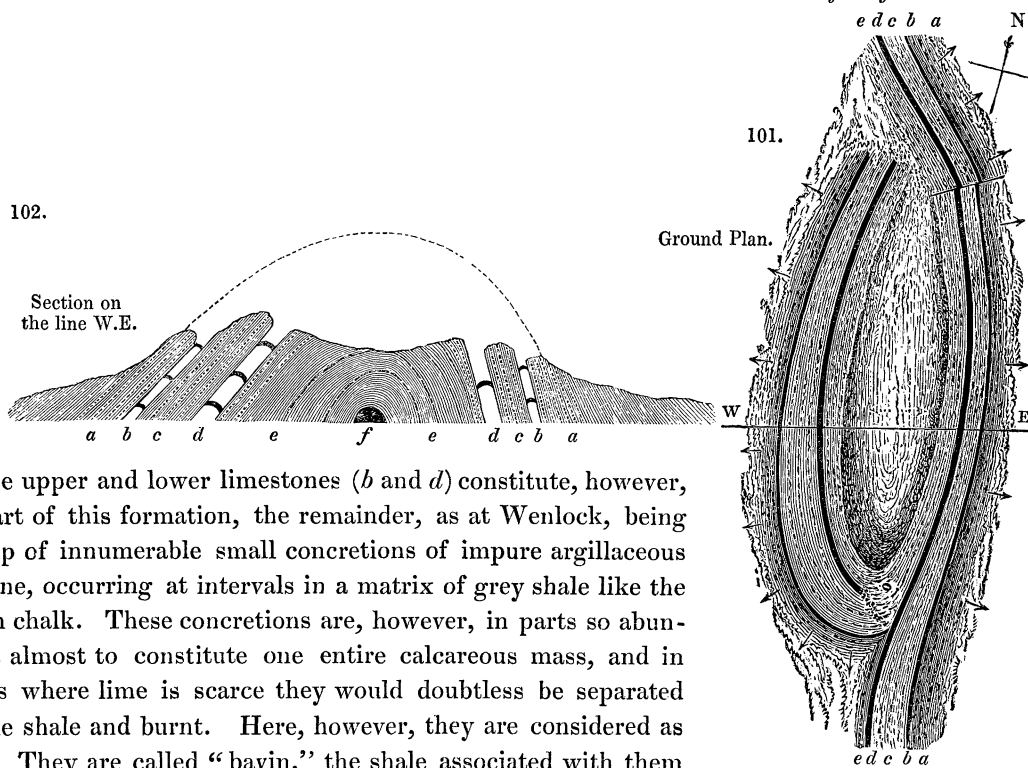 e d c b a
N
101.
102.
Ground Plan.
Section on
the line W.E.
W
E
a b c d e f e d c b a
e upper and lower limestones (b and d) constitute, however,
art of this formation, the remainder, as at Wenlock, being
p of innumerable small concretions of impure argillaceous
ne, occurring at intervals in a matrix of grey shale like the
n chalk. These concretions are, however, in parts so abun-
almost to constitute one entire calcareous mass, and in
s where lime is scarce they would doubtless be separated
e shale and burnt. Here, however, they are considered as
They are called “bavin,” the shale associated with them
e d c b a